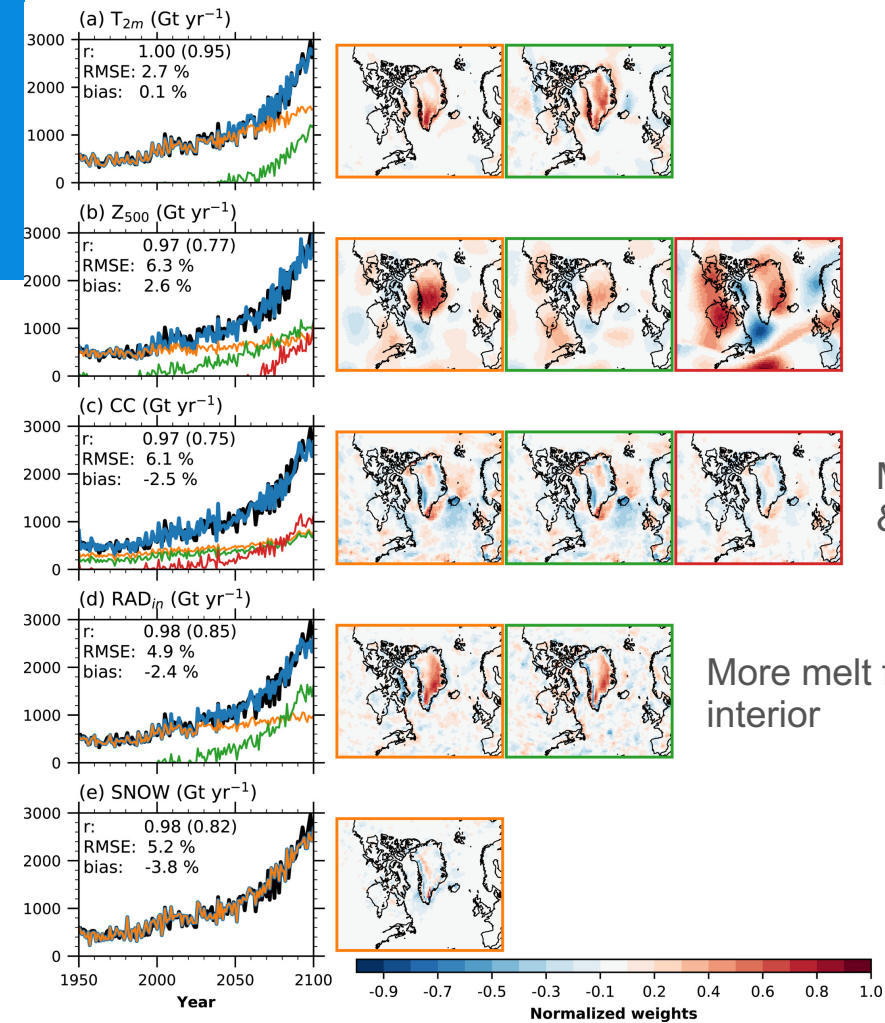 (a) T₂ₘ (Gt yr⁻¹)
3000
2000
1000
0
r: 1.00 (0.95)
RMSE: 2.7 %
bias: 0.1 %
(b) Z₅₀₀ (Gt yr⁻¹)
3000
2000
1000
0
r: 0.97 (0.77)
RMSE: 6.3 %
bias: 2.6 %
(c) CC (Gt yr⁻¹)
3000
2000
1000
0
r: 0.97 (0.75)
RMSE: 6.1 %
bias: -2.5 %
M
&
(d) RADᵢₙ (Gt yr⁻¹)
3000
2000
1000
0
r: 0.98 (0.85)
RMSE: 4.9 %
bias: -2.4 %
More melt
interior
(e) SNOW (Gt yr⁻¹)
3000
2000
1000
0
r: 0.98 (0.82)
RMSE: 5.2 %
bias: -3.8 %
1950 2000 2050 2100
Year
-0.9 -0.7 -0.5 -0.3 -0.1 0.2 0.4 0.6 0.8 1.0
Normalized weights